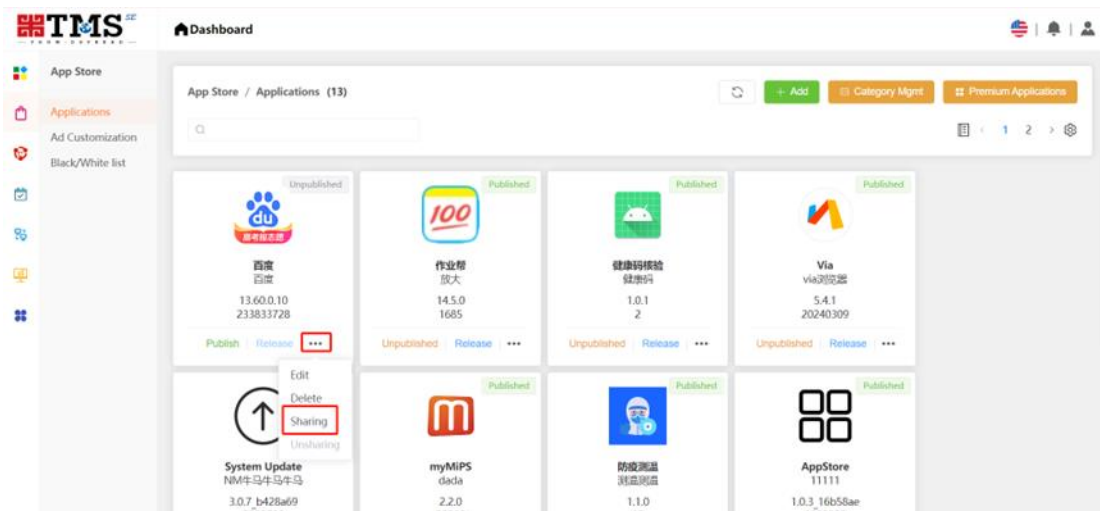 TMS SE
Dashboard
App Store
Applications
Ad Customization
Black/White list
App Store / Applications (13)
+ Add
Category Mgmt
Premium Applications
1 2
Unpublished
du
百度
百度
13.60.0.10
233833728
Publish Release •••
Edit
Delete
Sharing
Unsharing
Published
100
作业帮
放大
14.5.0
1685
Unpublished Release •••
Published
健康码核验
健康码
1.0.1
2
Unpublished Release •••
Published
Via
via浏览器
5.4.1
20240309
Unpublished Release •••
System Update
NM牛马牛马牛马
3.0.7_b428a69
Published
myMiPS
dada
2.2.0
Published
防疫测温
测温测温
1.1.0
Published
AppStore
11111
1.0.3_16b58ae